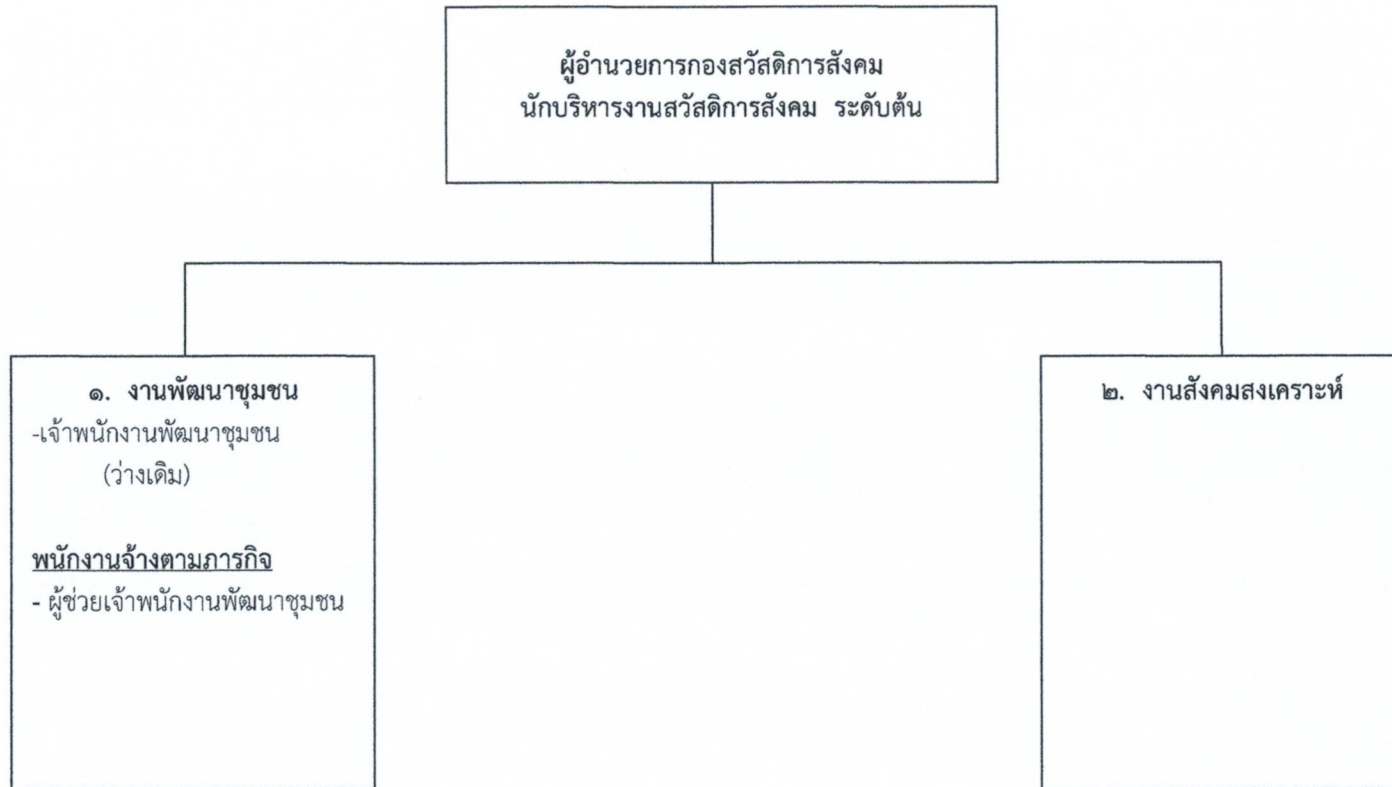 ผู้อำนวยการกองสวัสดิการสังคม
นักบริหารงานสวัสดิการสังคม ระดับต้น
๑. งานพัฒนาชุมชน
-เจ้าพนักงานพัฒนาชุมชน
(ว่างเดิม)
พนักงานจ้างตามภารกิจ
- ผู้ช่วยเจ้าพนักงานพัฒนาชุมชน
๒. งานสังคมสงเคราะห์